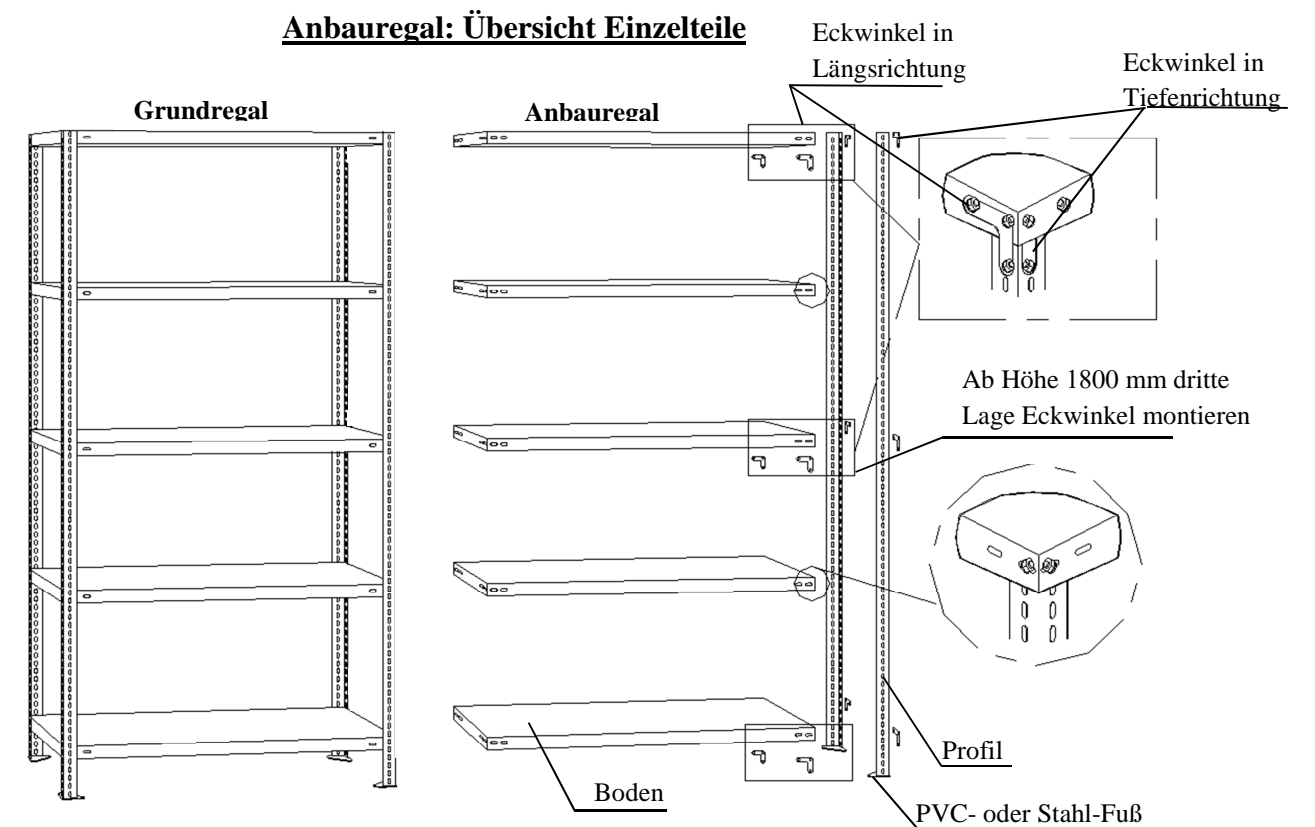 Anbauregal: Übersicht Einzelteile
Eckwinkel in
Längsrichtung
Eckwinkel in
Tiefenrichtung
Grundregal
Anbauregal
Ab Höhe 1800 mm dritte
Lage Eckwinkel montieren
Profil
Boden
PVC- oder Stahl-Fuß